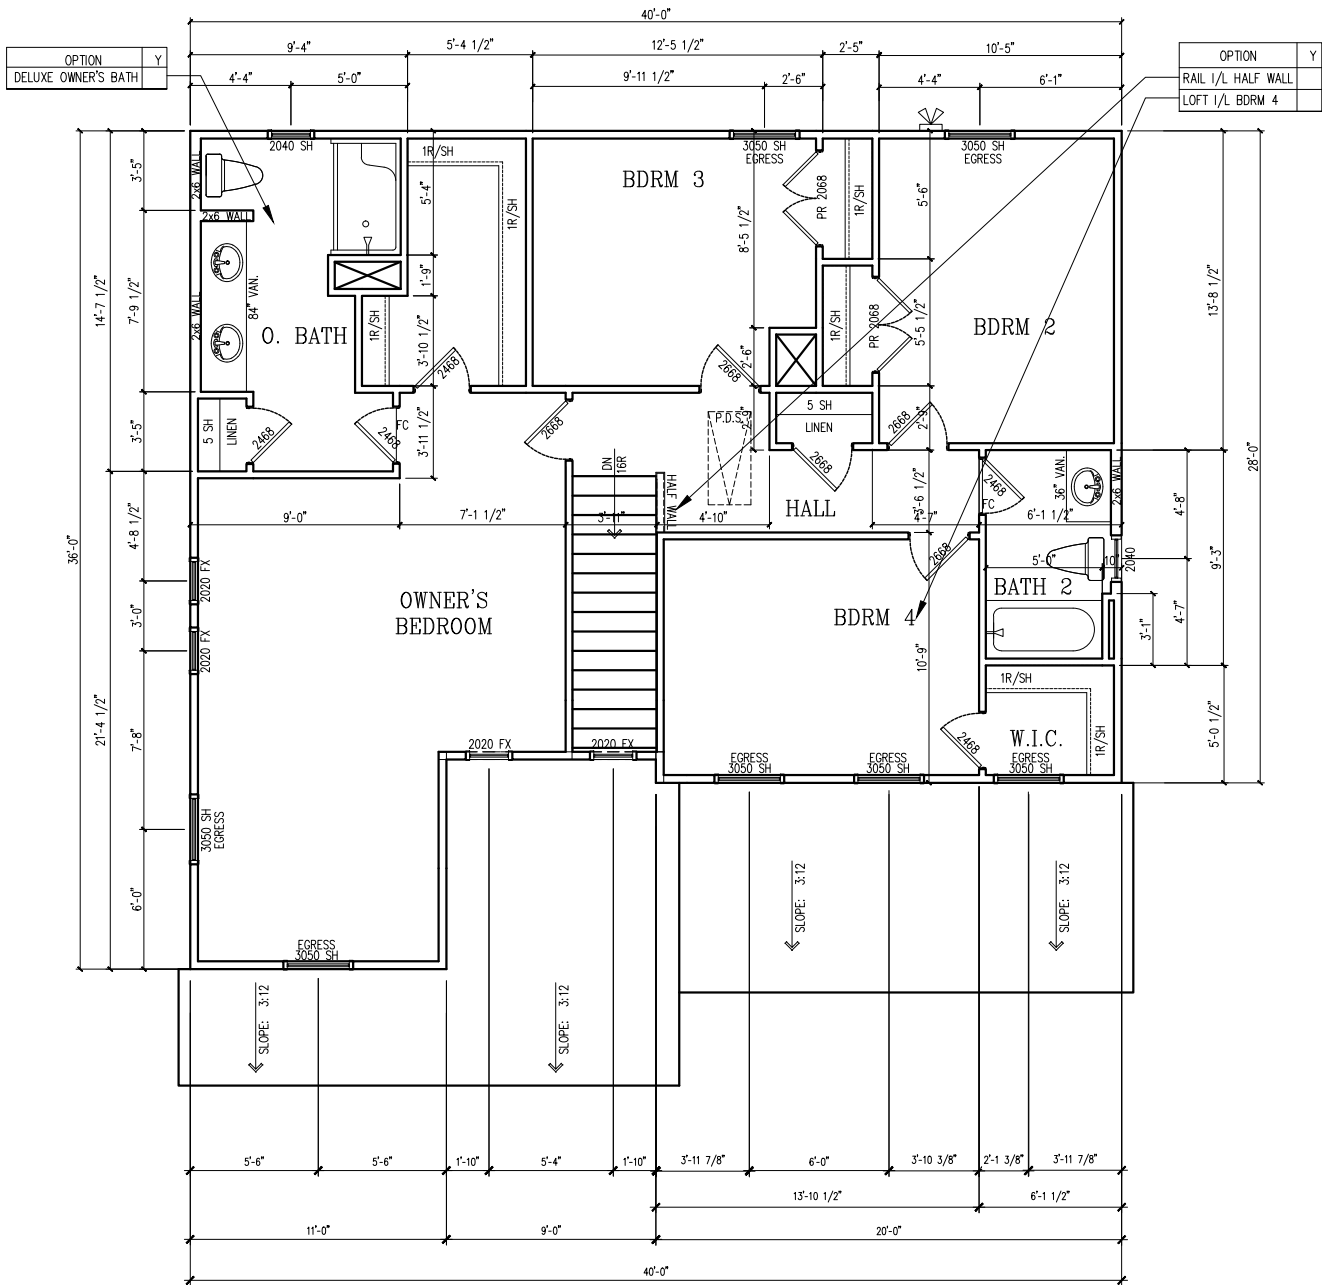 40'-0"
9'-4"
5'-4 1/2"
12'-5 1/2"
2'-5"
10'-5"
4'-4"
5'-0"
9'-11 1/2"
2'-6"
4'-4"
6'-1"
OPTION Y
DELUXE OWNER'S BATH
OPTION Y
RAIL I/L HALF WALL
LOFT I/L BDRM 4
2040 SH
1R/SH
3050 SH
EGRESS
3050 SH
EGRESS
3'-5"
2x6 WALL
2x6 WALL
5'-4"
1R/SH
BDRM 3
PR 2068
1R/SH
5'-6"
8'-5 1/2"
14'-7 1/2"
7'-9 1/2"
2x6 WALL
84" VAN.
O. BATH
1'-9"
1R/SH
3'-10 1/2"
2468
2668
2'-6"
1R/SH
PR 2068
5'-5 1/2"
BDRM 2
13'-8 1/2"
28'-0"
3'-5"
5 SH
LINEN
2468
2468
FC
3'-11 1/2"
2668
P.D.S.
2'-9"
5 SH
LINEN
2668
2668
2'-9"
DN
16R
HALF WALL
HALL
3'-6 1/2"
2468
FC
36" VAN.
2x6 WALL
4'-8"
9'-0"
7'-1 1/2"
3'-11"
4'-10"
4'-7"
6'-1 1/2"
36'-0"
4'-8 1/2"
2020 FX
3'-0"
2020 FX
OWNER'S
BEDROOM
2668
BDRM 4
10'-9"
5'-0"
10"
2040
BATH 2
9'-3"
3'-1"
4'-7"
21'-4 1/2"
7'-8"
1R/SH
W.I.C.
1R/SH
2468
5'-0 1/2"
2020 FX
2020 FX
EGRESS
3050 SH
EGRESS
3050 SH
EGRESS
3050 SH
3050 SH
EGRESS
6'-0"
EGRESS
3050 SH
SLOPE: 3:12
SLOPE: 3:12
SLOPE: 3:12
SLOPE: 3:12
5'-6"
5'-6"
1'-10"
5'-4"
1'-10"
3'-11 7/8"
6'-0"
3'-10 3/8"
2'-1 3/8"
3'-11 7/8"
13'-10 1/2"
6'-1 1/2"
11'-0"
9'-0"
20'-0"
40'-0"